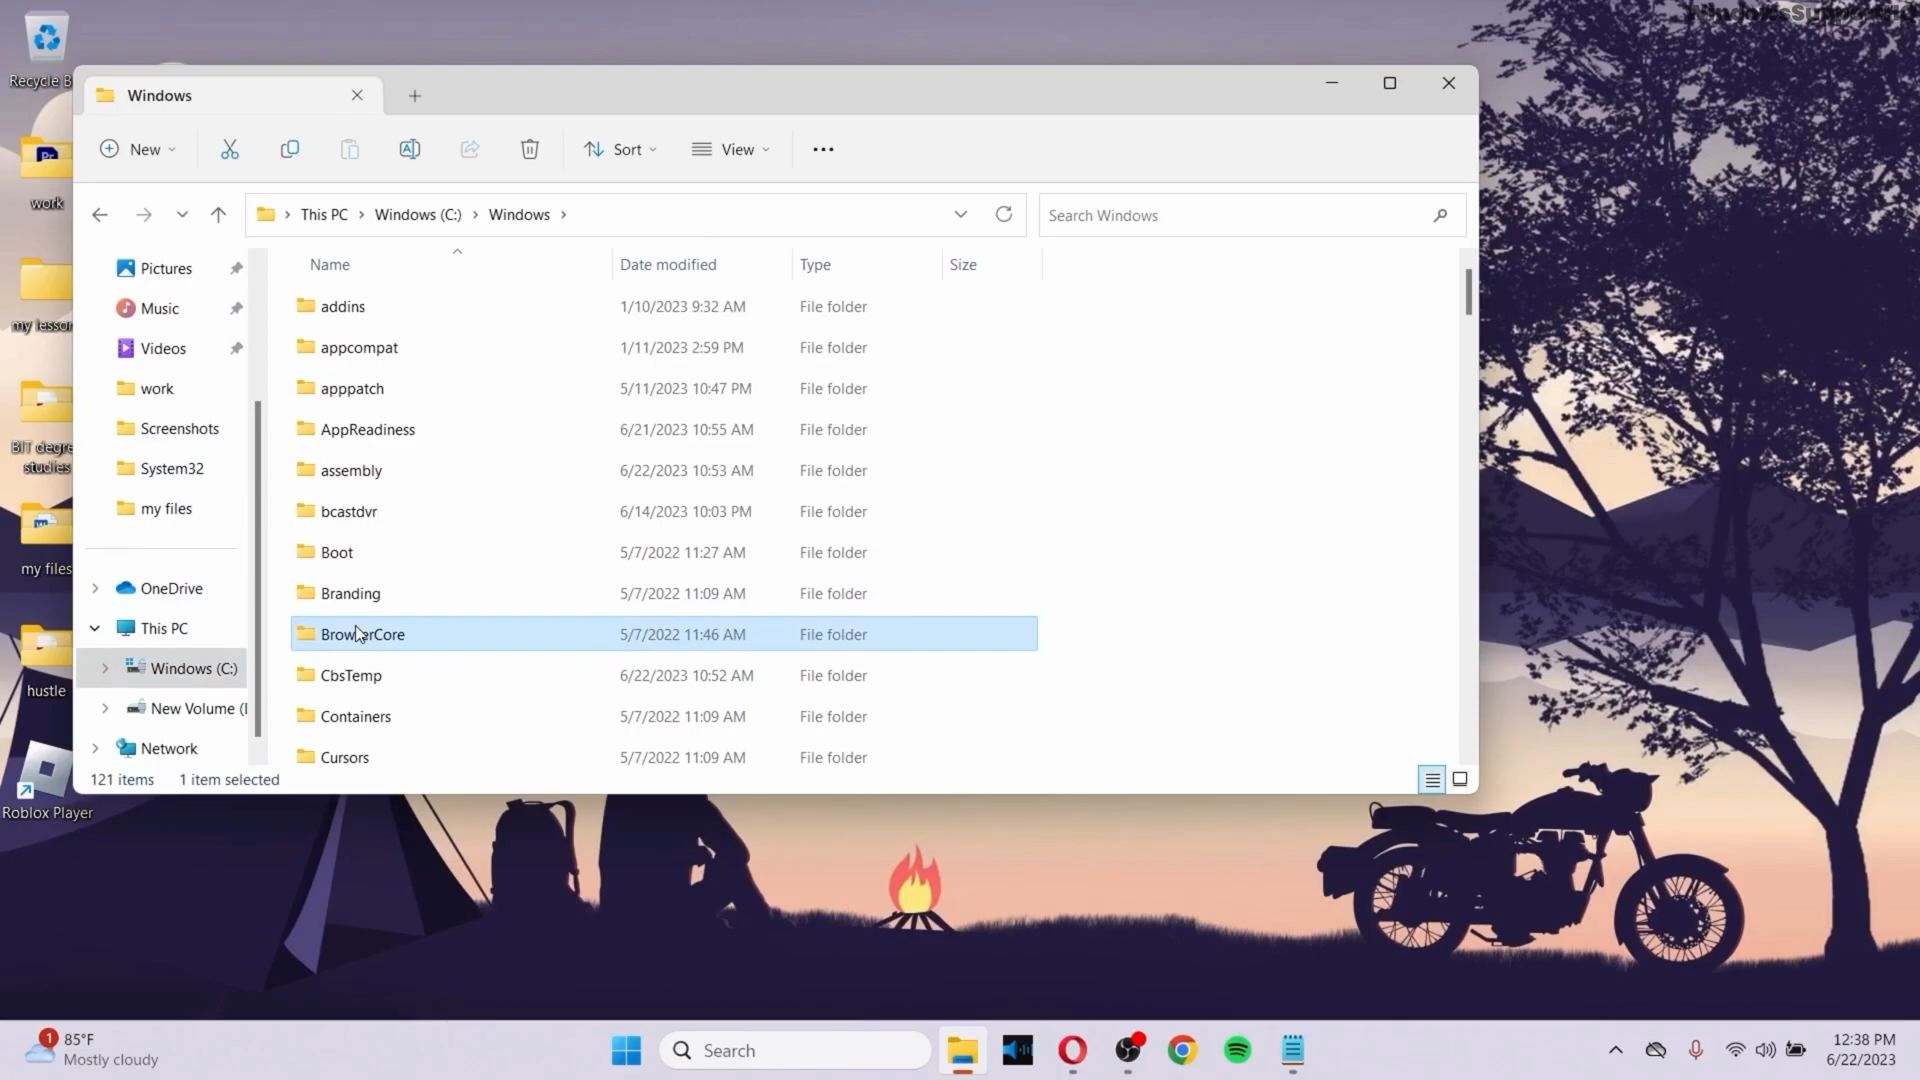 Recycle B
Windows
New
Sort
View
This PC
Windows (C:)
Windows
Search Windows
work
my lesson
BIT degre
studies
my files
hustle
Roblox Player
Pictures
Music
Videos
work
Screenshots
System32
my files
OneDrive
This PC
Windows (C:)
New Volume (
Network
Name Date modified Type Size
addins 1/10/2023 9:32 AM File folder
appcompat 1/11/2023 2:59 PM File folder
apppatch 5/11/2023 10:47 PM File folder
AppReadiness 6/21/2023 10:55 AM File folder
assembly 6/22/2023 10:53 AM File folder
bcastdvr 6/14/2023 10:03 PM File folder
Boot 5/7/2022 11:27 AM File folder
Branding 5/7/2022 11:09 AM File folder
BrowserCore 5/7/2022 11:46 AM File folder
CbsTemp 6/22/2023 10:52 AM File folder
Containers 5/7/2022 11:09 AM File folder
Cursors 5/7/2022 11:09 AM File folder
121 items 1 item selected
1
85°F
Mostly cloudy
Search
12:38 PM
6/22/2023